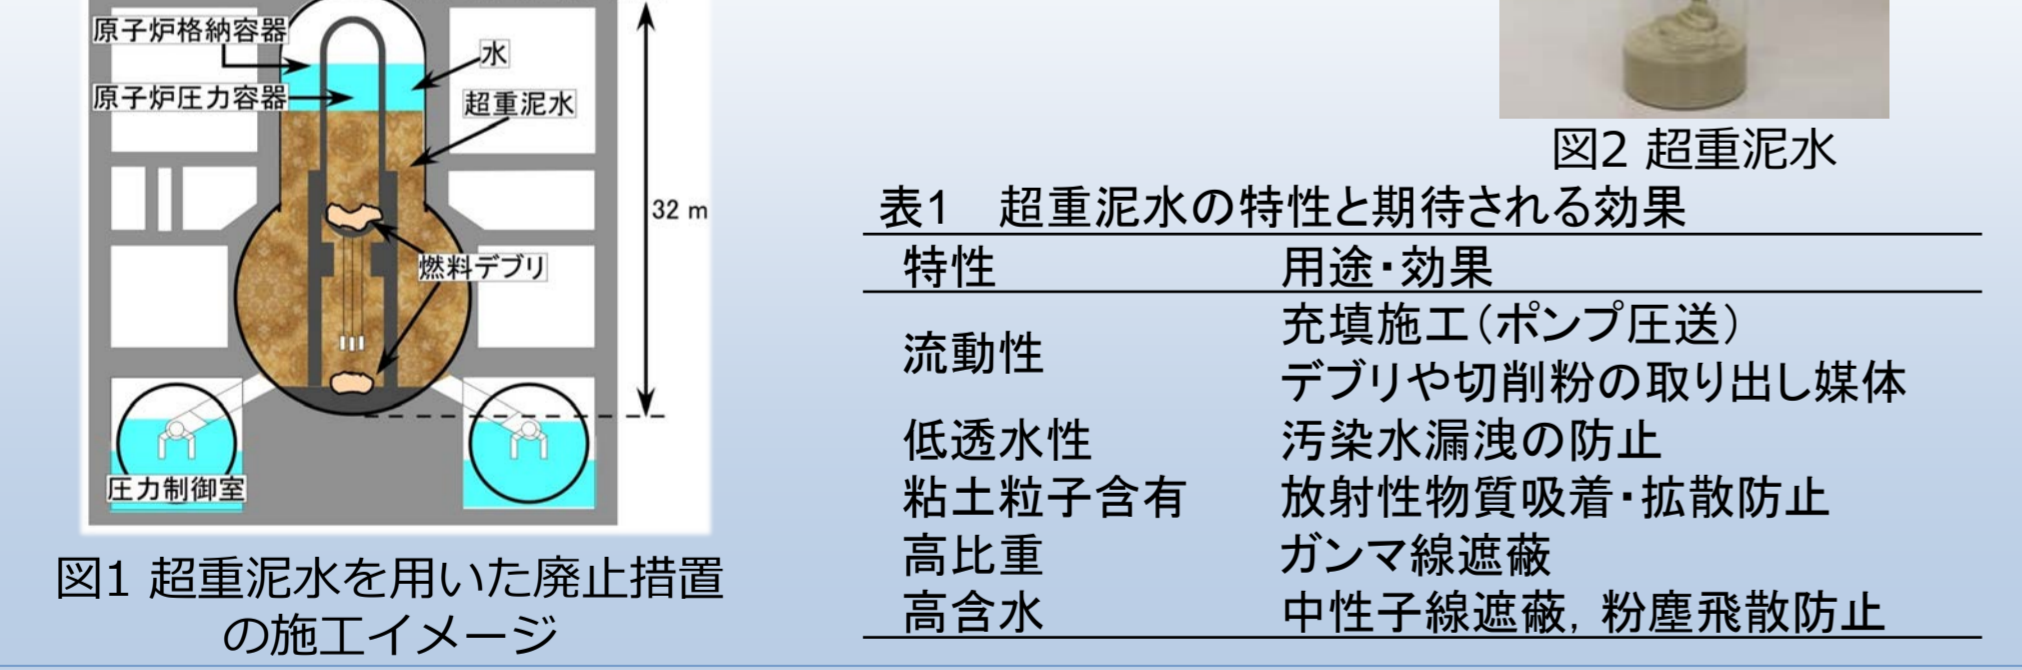 原子炉格納容器
水
原子炉圧力容器
超重泥水
32 m
燃料デブリ
圧力制御室
図1 超重泥水を用いた廃止措置
の施工イメージ
図2 超重泥水
表1 超重泥水の特性と期待される効果
特性 用途・効果
流動性 充填施工（ポンプ圧送）
デブリや切削粉の取り出し媒体
低透水性 汚染水漏洩の防止
粘土粒子含有 放射性物質吸着・拡散防止
高比重 ガンマ線遮蔽
高含水 中性子線遮蔽，粉塵飛散防止